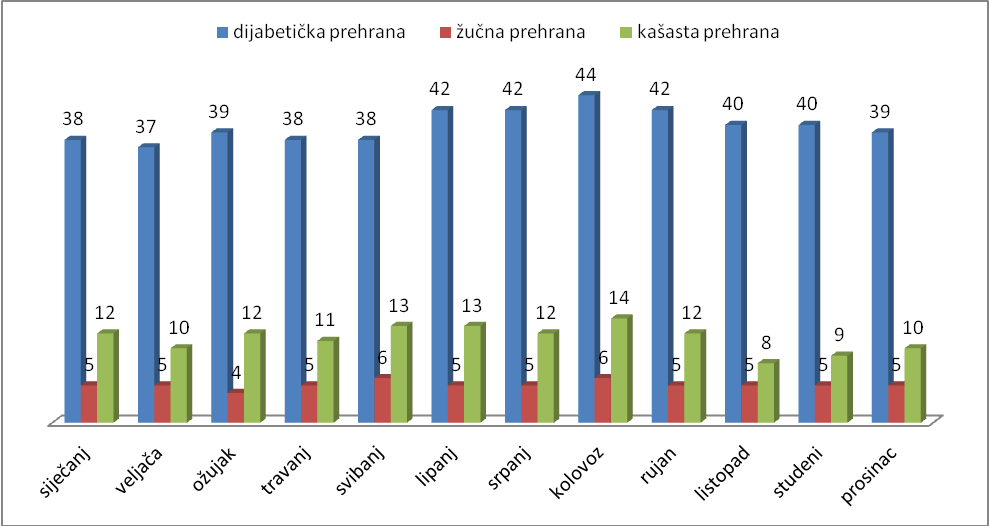 dijabetička prehrana žučna prehrana kašasta prehrana
38 37 39 38 38 42 42 44 42 40 40 39
12 10 12 11 13 13 12 14 12 8 9 10
5 5 4 5 6 5 5 6 5 5 5 5
siječanj veljača ožujak travanj svibanj lipanj srpanj kolovoz rujan listopad studeni prosinac